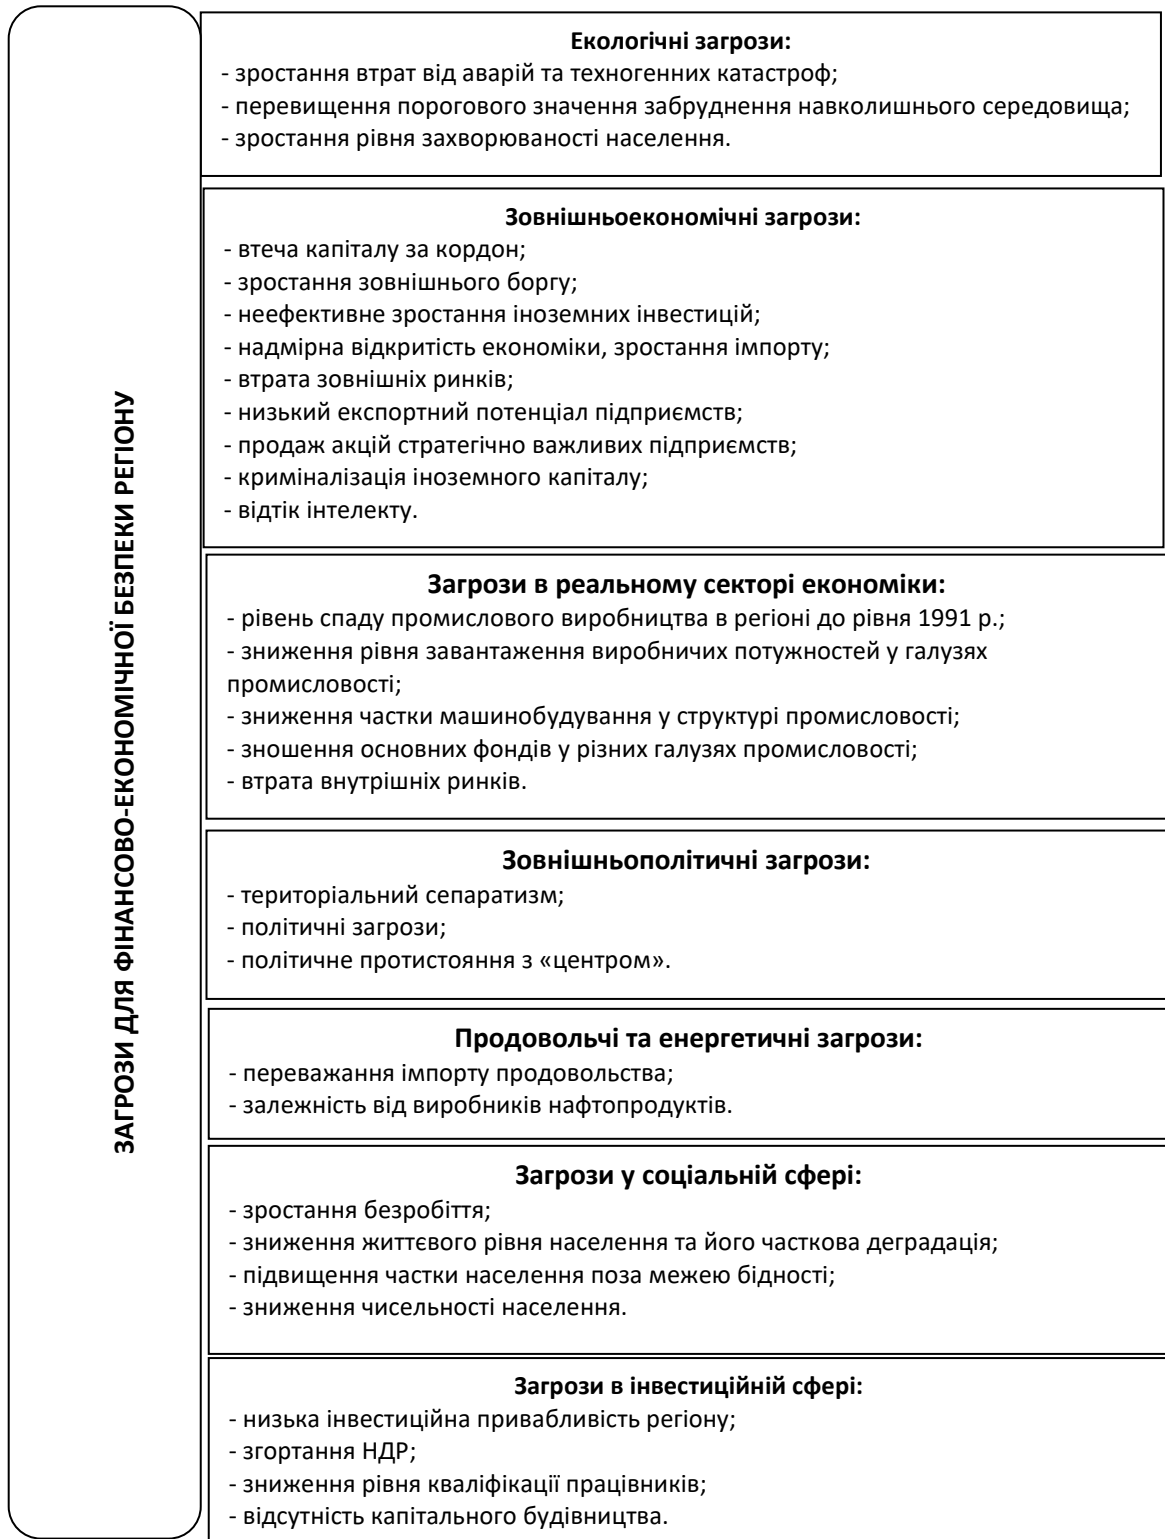 ЗАГРОЗИ ДЛЯ ФІНАНСОВО-ЕКОНОМІЧНОЇ БЕЗПЕКИ РЕГІОНУ
Екологічні загрози:
- зростання втрат від аварій та техногенних катастроф;
- перевищення порогового значення забруднення навколишнього середовища;
- зростання рівня захворюваності населення.
Зовнішньоекономічні загрози:
- втеча капіталу за кордон;
- зростання зовнішнього боргу;
- неефективне зростання іноземних інвестицій;
- надмірна відкритість економіки, зростання імпорту;
- втрата зовнішніх ринків;
- низький експортний потенціал підприємств;
- продаж акцій стратегічно важливих підприємств;
- криміналізація іноземного капіталу;
- відтік інтелекту.
Загрози в реальному секторі економіки:
- рівень спаду промислового виробництва в регіоні до рівня 1991 р.;
- зниження рівня завантаження виробничих потужностей у галузях
промисловості;
- зниження частки машинобудування у структурі промисловості;
- зношення основних фондів у різних галузях промисловості;
- втрата внутрішніх ринків.
Зовнішньополітичні загрози:
- територіальний сепаратизм;
- політичні загрози;
- політичне протистояння з «центром».
Продовольчі та енергетичні загрози:
- переважання імпорту продовольства;
- залежність від виробників нафтопродуктів.
Загрози у соціальній сфері:
- зростання безробіття;
- зниження життєвого рівня населення та його часткова деградація;
- підвищення частки населення поза межею бідності;
- зниження чисельності населення.
Загрози в інвестиційній сфері:
- низька інвестиційна привабливість регіону;
- згортання НДР;
- зниження рівня кваліфікації працівників;
- відсутність капітального будівництва.